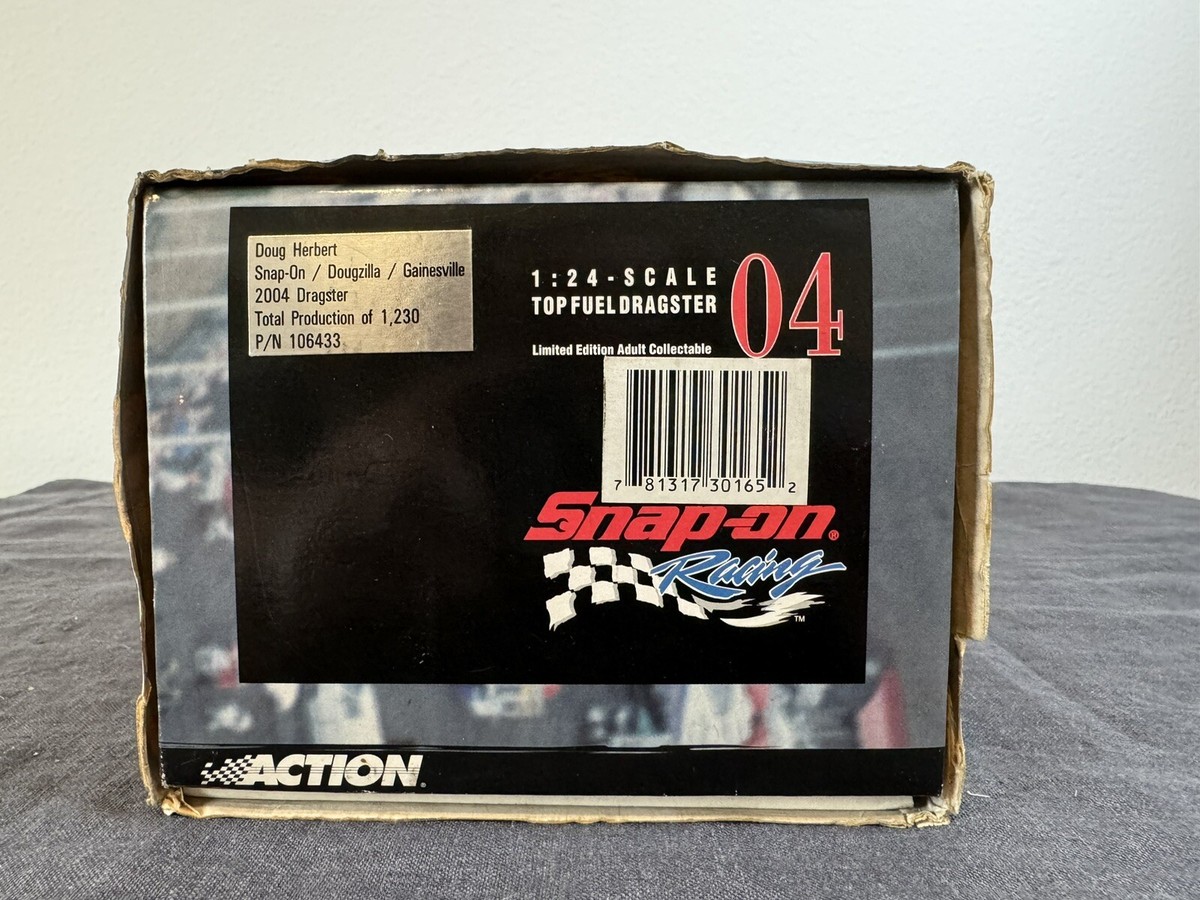 Doug Herbert
Snap-On / Dougzilla / Gainesville
2004 Dragster
Total Production of 1,230
P/N 106433
1:24-SCALE
TOP FUEL DRAGSTER
04
Limited Edition Adult Collectable
7 81317 30165 2
Snap-on®
Racing
TM
ACTION®